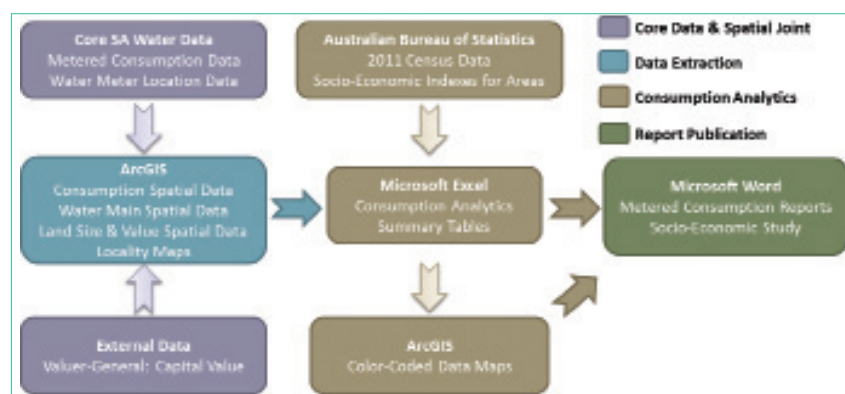 Core SA Water Data
Metered Consumption Data
Water Meter Location Data
Australian Bureau of Statistics
2011 Census Data
Socio-Economic Indexes for Areas
Core Data & Spatial Joint
Data Extraction
Consumption Analytics
Report Publication
ArcGIS
Consumption Spatial Data
Water Main Spatial Data
Land Size & Value Spatial Data
Locality Maps
Microsoft Excel
Consumption Analytics
Summary Tables
Microsoft Word
Metered Consumption Reports
Socio-Economic Study
External Data
Valuer-General: Capital Value
ArcGIS
Color-Coded Data Maps